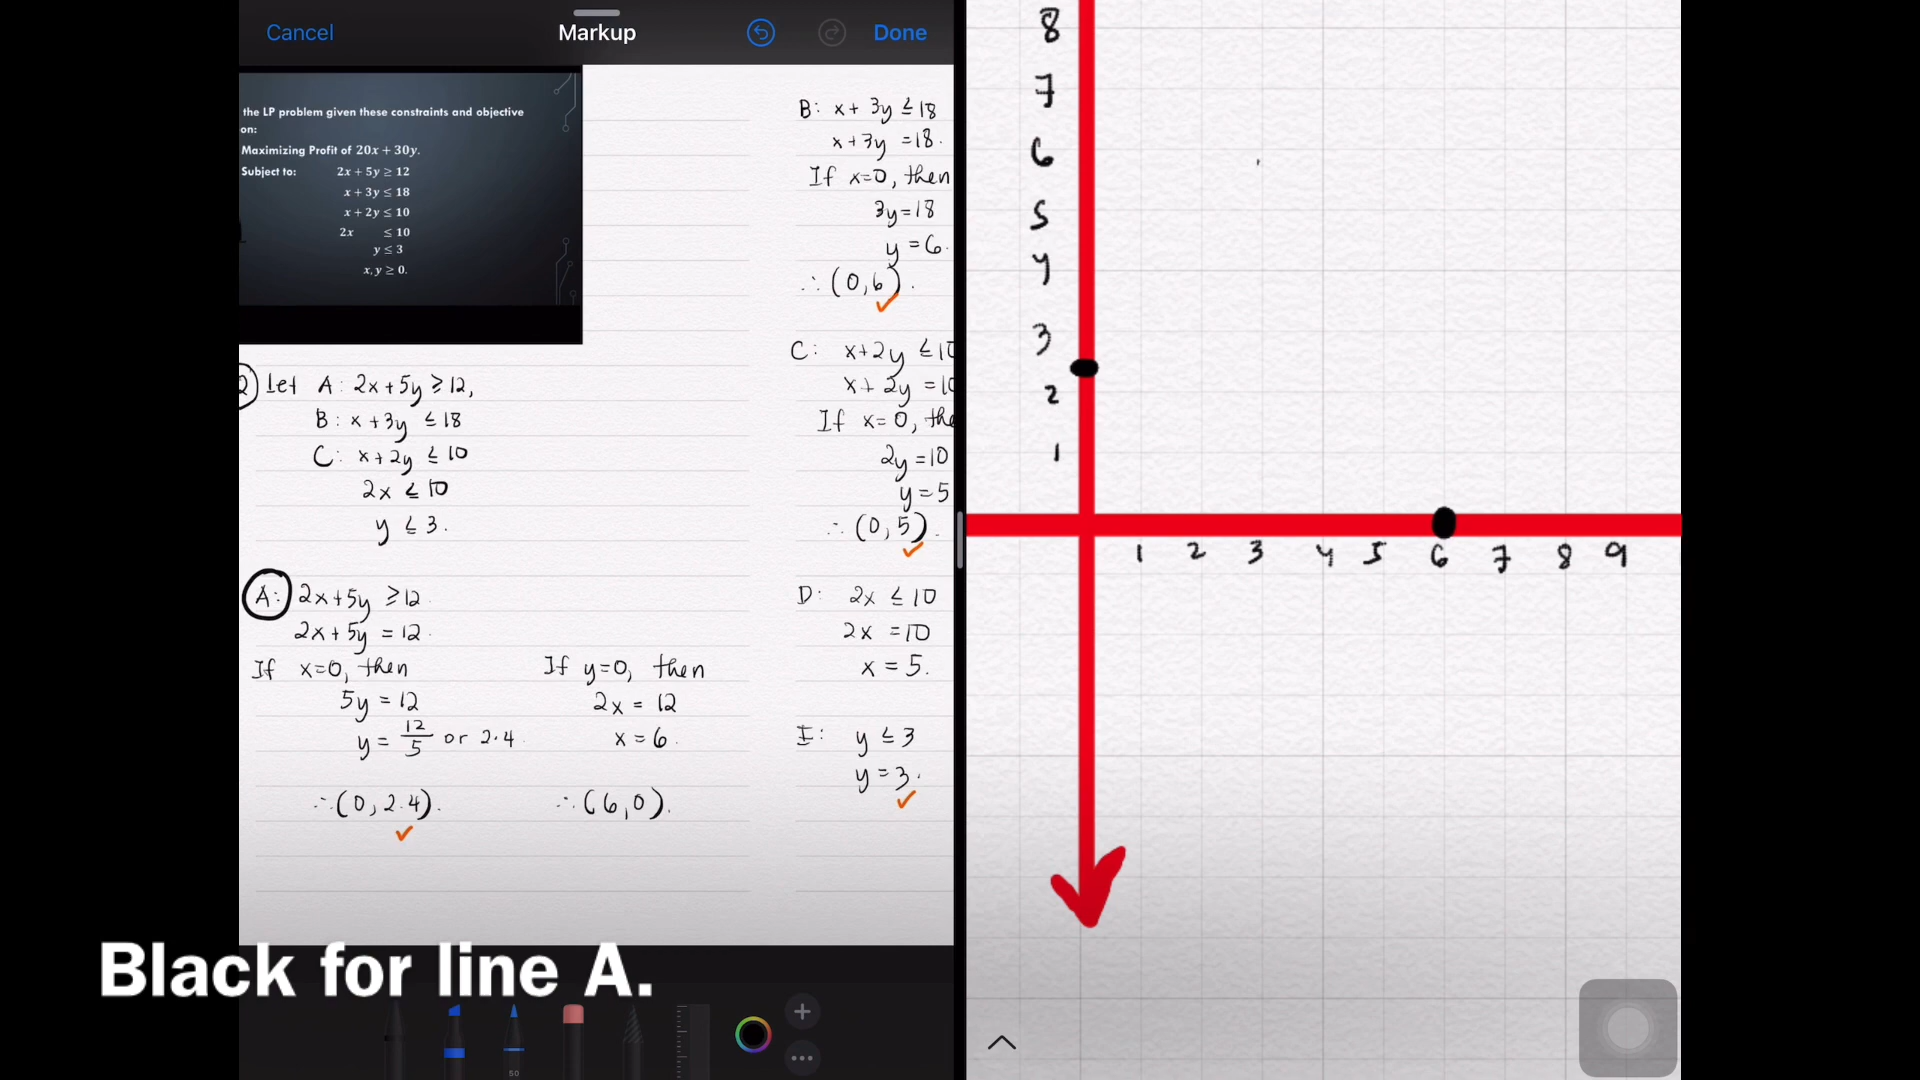 Cancel
Markup
Done
the LP problem given these constraints and objective
on:
Maximizing Profit of 20x + 30y.
Subject to: 2x + 5y ≥ 12
x + 3y ≤ 18
x + 2y ≤ 10
2x ≤ 10
y ≤ 3
x, y ≥ 0.
Let A: 2x+5y ≥ 12,
B: x+3y ≤ 18
C: x+2y ≤ 10
2x ≤ 10
y ≤ 3.
A: 2x+5y ≥ 12.
2x+5y = 12.
If x=0, then
5y = 12
y = 12/5 or 2.4
∴ (0, 2.4).
If y=0, then
2x = 12
x = 6.
∴ (6,0).
B: x+3y ≤ 18
x+3y = 18.
If x=0, then
3y = 18
y = 6.
∴ (0,6).
C: x+2y ≤ 10
x+2y = 10
If x=0, the
2y = 10
y = 5
∴ (0,5).
D: 2x ≤ 10
2x = 10
x = 5.
E: y ≤ 3
y = 3.
8
7
6
5
4
3
2
1
1 2 3 4 5 6 7 8 9
Black for line A.
50